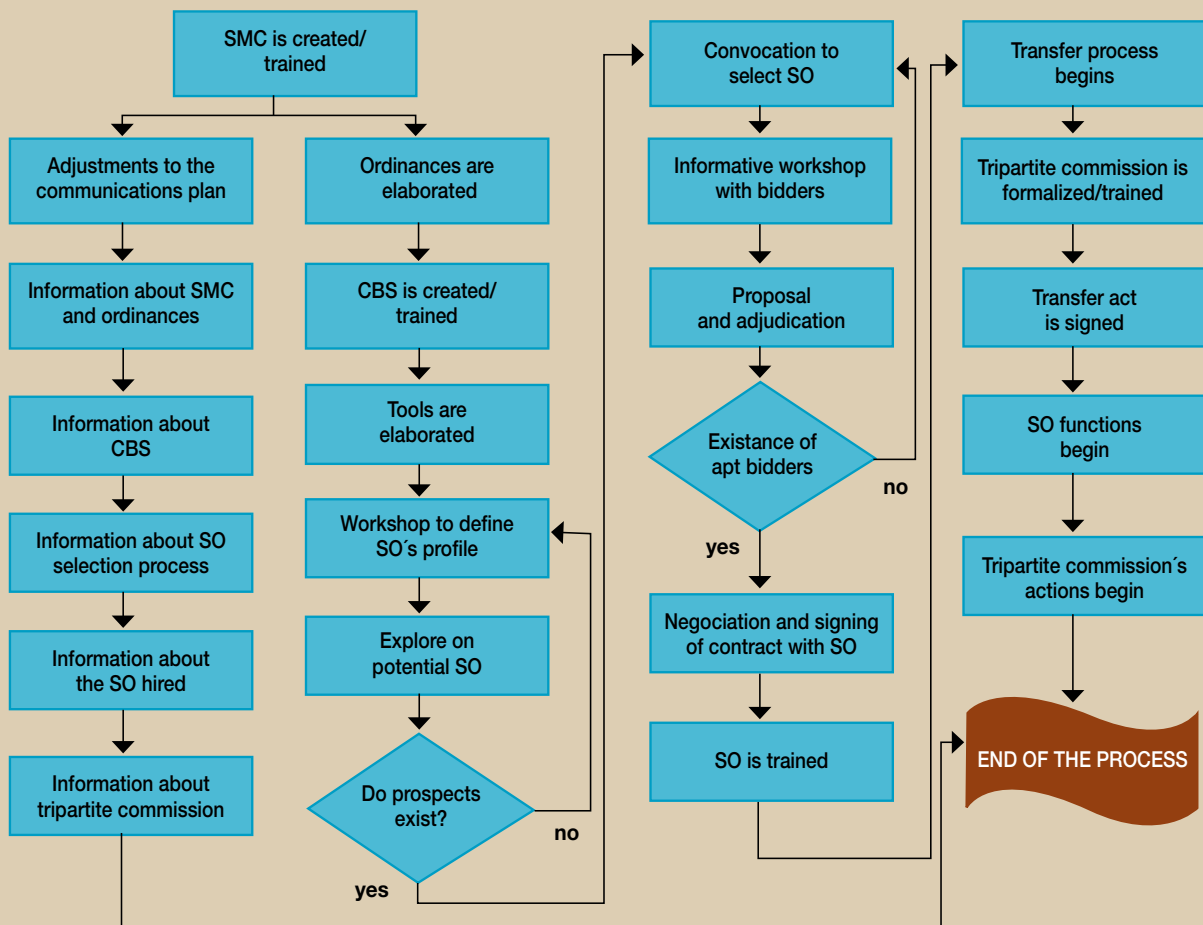 SMC is created/
trained
Adjustments to the
communications plan
Information about SMC
and ordinances
Information about
CBS
Information about SO
selection process
Information about
the SO hired
Information about
tripartite commission
Ordinances are
elaborated
CBS is created/
trained
Tools are
elaborated
Workshop to define
SO´s profile
Explore on
potential SO
Do prospects
exist?
no
yes
Convocation to
select SO
Informative workshop
with bidders
Proposal
and adjudication
Existance of
apt bidders
no
yes
Negociation and signing
of contract with SO
SO is trained
Transfer process
begins
Tripartite commission is
formalized/trained
Transfer act
is signed
SO functions
begin
Tripartite commission´s
actions begin
END OF THE PROCESS